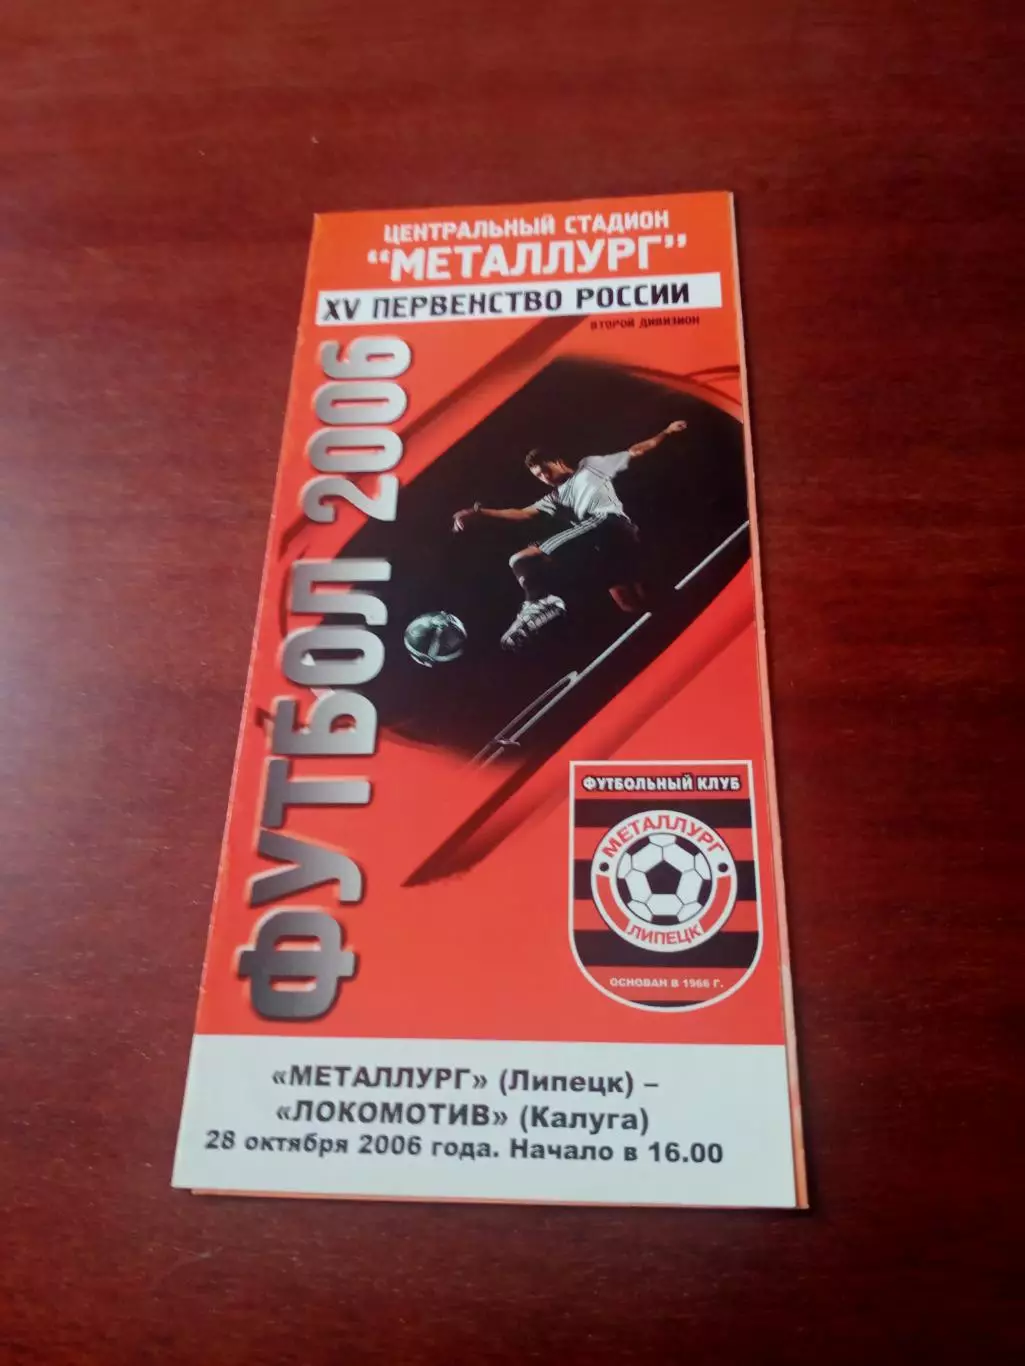 ЦЕНТРАЛЬНЫЙ СТАДИОН
“МЕТАЛЛУРГ”
XV ПЕРВЕНСТВО РОССИИ
ВТОРОЙ ДИВИЗИОН
ФУТБОЛ 2006
ФУТБОЛЬНЫЙ КЛУБ
МЕТАЛЛУРГ
ЛИПЕЦК
ОСНОВАН В 1966 Г.
«МЕТАЛЛУРГ» (Липецк) –
«ЛОКОМОТИВ» (Калуга)
28 октября 2006 года. Начало в 16.00